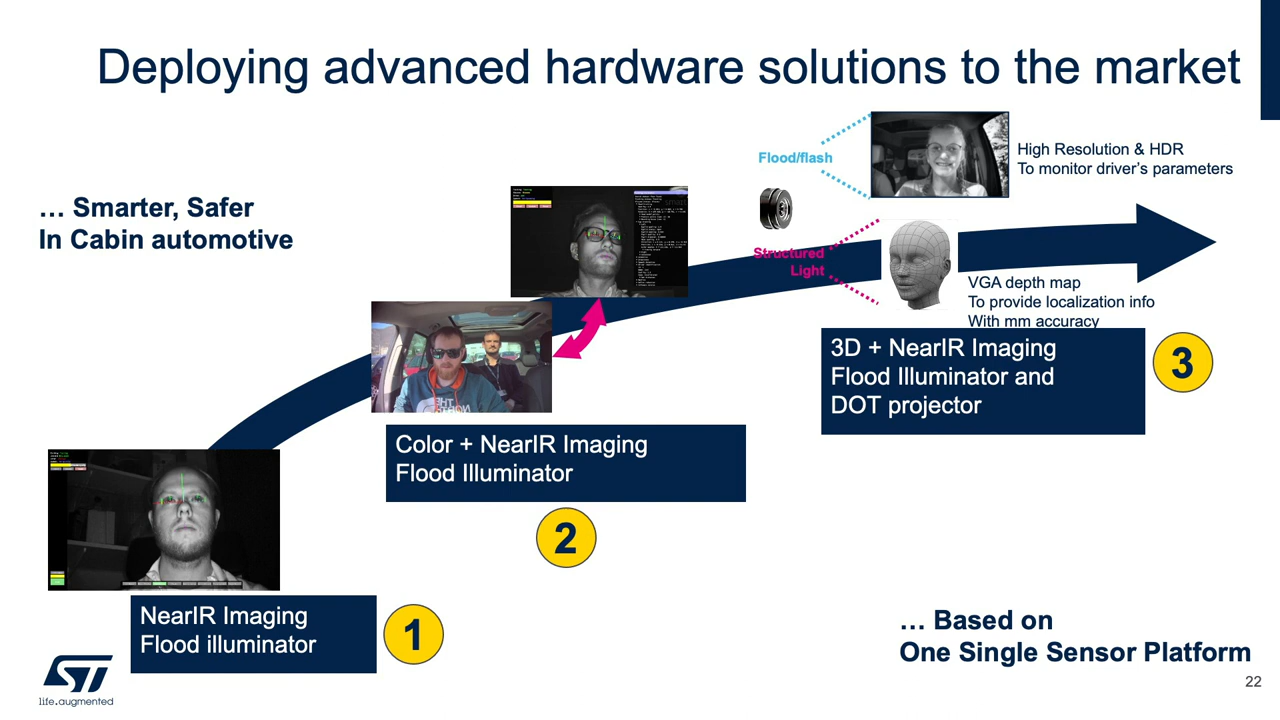 Deploying advanced hardware solutions to the market
… Smarter, Safer
In Cabin automotive
Flood/flash
High Resolution & HDR
To monitor driver's parameters
Structured
Light
VGA depth map
To provide localization info
With mm accuracy
3D + NearIR Imaging
Flood Illuminator and
DOT projector
3
Color + NearIR Imaging
Flood Illuminator
2
NearIR Imaging
Flood illuminator
1
… Based on
One Single Sensor Platform
ST
life.augmented
22